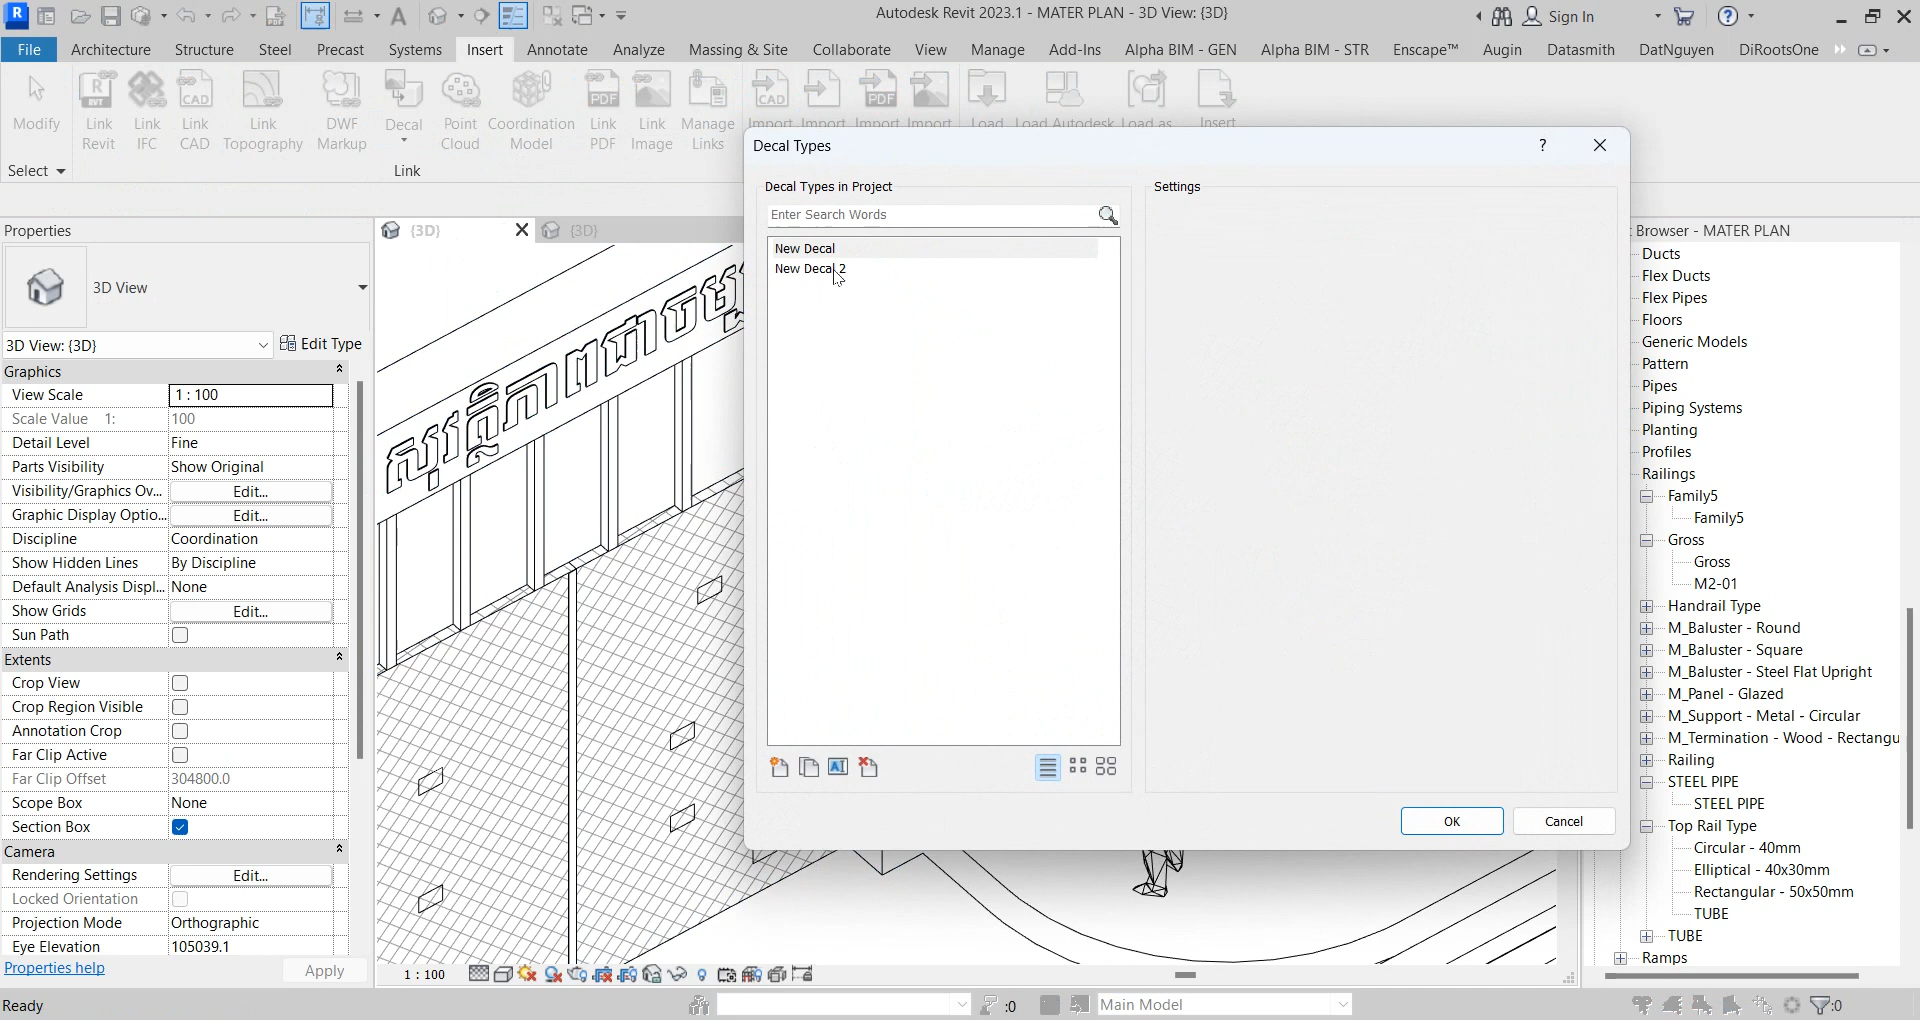 Autodesk Revit 2023.1 - MATER PLAN - 3D View: {3D}
Sign In
File Architecture Structure Steel Precast Systems Insert Annotate Analyze Massing & Site Collaborate View Manage Add-Ins Alpha BIM - GEN Alpha BIM - STR Enscape™ Augin Datasmith DatNguyen DiRootsOne
Modify
Link Revit
Link IFC
Link CAD
Link Topography
DWF Markup
Decal
Point Cloud
Coordination Model
Link PDF
Link Image
Manage Links
Import Import Import Import Load Load Autodesk Load as Insert
Select
Link
Decal Types
Decal Types in Project
Settings
Enter Search Words
New Decal
New Decal 2
OK
Cancel
Properties
{3D}
{3D}
3D View
3D View: {3D}
Edit Type
Graphics
View Scale 1 : 100
Scale Value 1: 100
Detail Level Fine
Parts Visibility Show Original
Visibility/Graphics Ov... Edit...
Graphic Display Optio... Edit...
Discipline Coordination
Show Hidden Lines By Discipline
Default Analysis Displ... None
Show Grids Edit...
Sun Path
Extents
Crop View
Crop Region Visible
Annotation Crop
Far Clip Active
Far Clip Offset 304800.0
Scope Box None
Section Box
Camera
Rendering Settings Edit...
Locked Orientation
Projection Mode Orthographic
Eye Elevation 105039.1
Properties help
Apply
1 : 100
Browser - MATER PLAN
Ducts
Flex Ducts
Flex Pipes
Floors
Generic Models
Pattern
Pipes
Piping Systems
Planting
Profiles
Railings
Family5
Family5
Gross
Gross
M2-01
Handrail Type
M_Baluster - Round
M_Baluster - Square
M_Baluster - Steel Flat Upright
M_Panel - Glazed
M_Support - Metal - Circular
M_Termination - Wood - Rectangu
Railing
STEEL PIPE
STEEL PIPE
Top Rail Type
Circular - 40mm
Elliptical - 40x30mm
Rectangular - 50x50mm
TUBE
TUBE
Ramps
Ready
:0
Main Model
:0